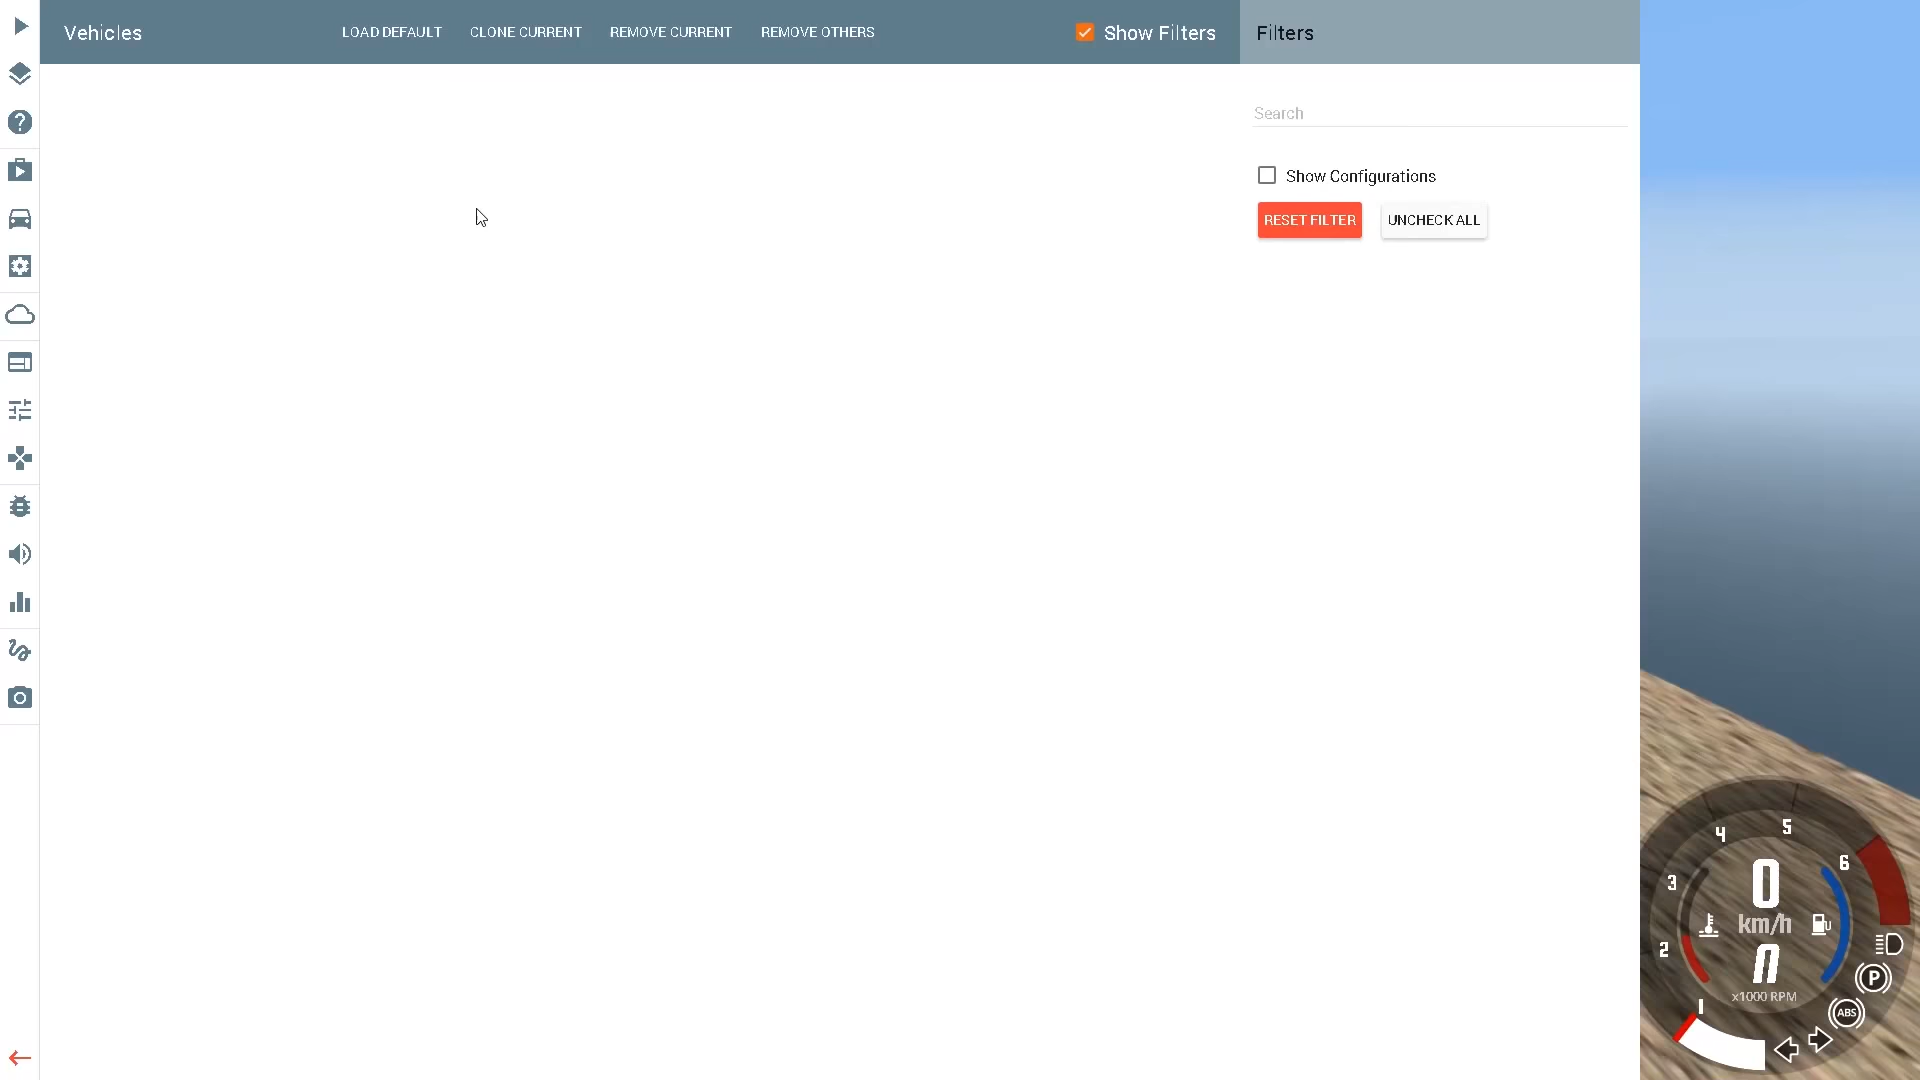 Vehicles
LOAD DEFAULT
CLONE CURRENT
REMOVE CURRENT
REMOVE OTHERS
Show Filters
Filters
Search
Show Configurations
RESET FILTER
UNCHECK ALL
4 5
3 6
0
km/h
2
n
x1000 RPM
1
P
ABS